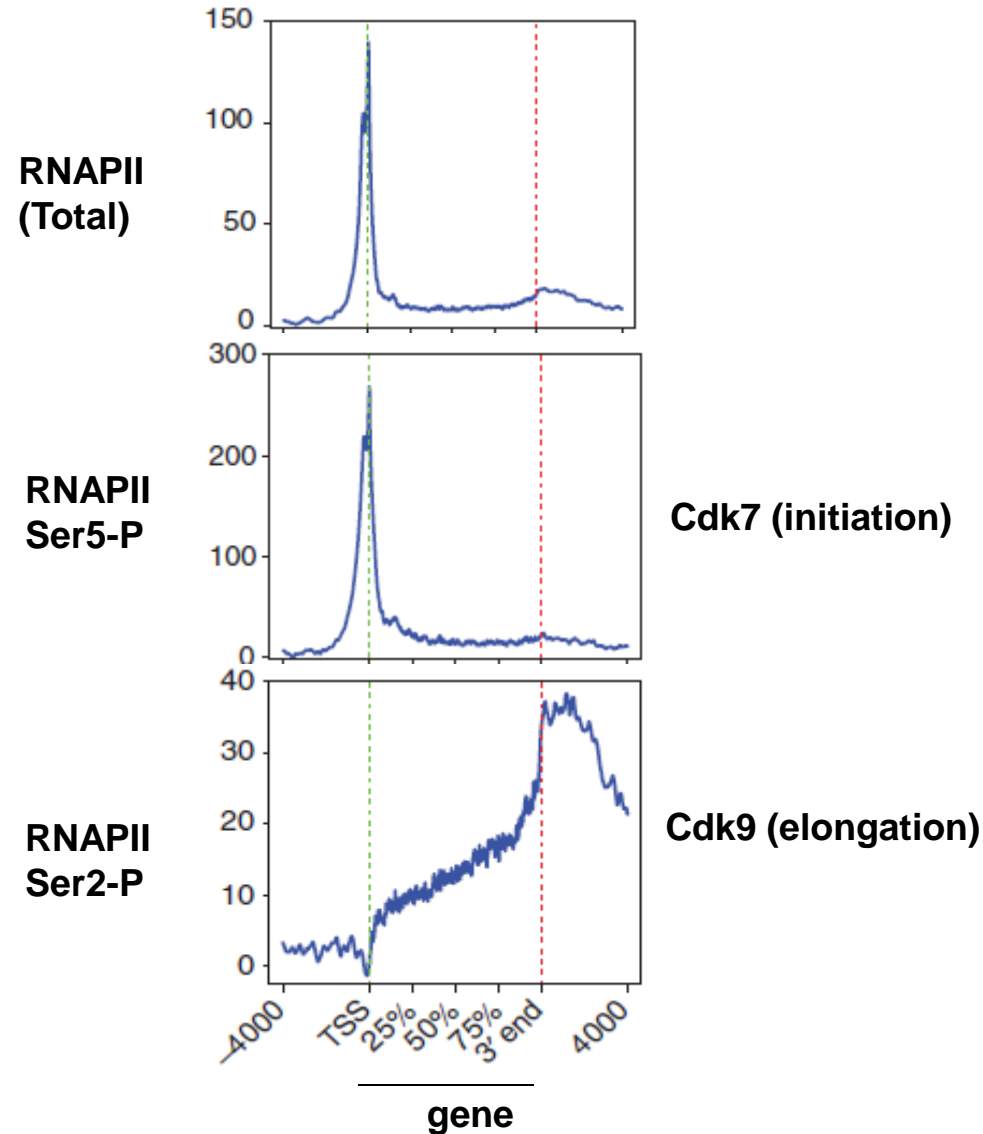 150
100
50
0
RNAPII
(Total)
300
200
100
0
RNAPII
Ser5-P
Cdk7 (initiation)
40
30
20
10
0
RNAPII
Ser2-P
Cdk9 (elongation)
–4000
TSS
25%
50%
75%
3′ end
4000
gene